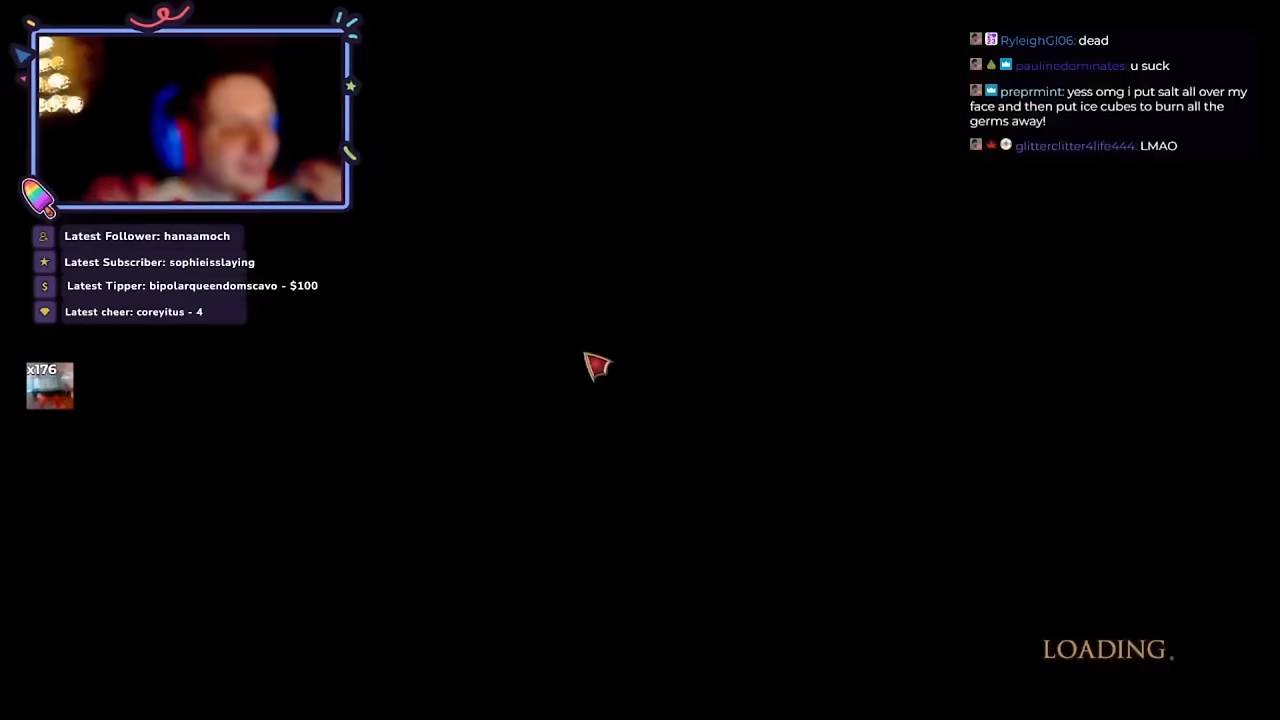 RyleighGl06: dead
paulinedominates: u suck
preprmint: yess omg i put salt all over my
face and then put ice cubes to burn all the
germs away!
glitterclitter4life444: LMAO
Latest Follower: hanaamoch
Latest Subscriber: sophieisslaying
Latest Tipper: bipolarqueendomscavo - $100
Latest cheer: coreyitus - 4
x176
LOADING.